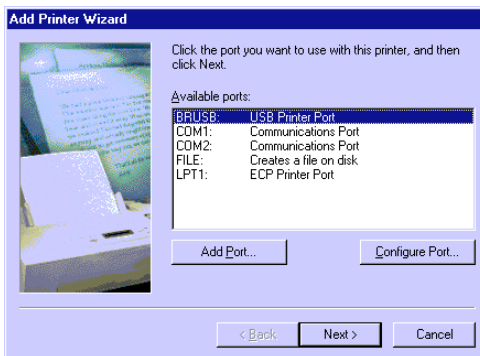 Add Printer Wizard
Click the port you want to use with this printer, and then
click Next.
Available ports:
BRUSB: USB Printer Port
COM1: Communications Port
COM2: Communications Port
FILE: Creates a file on disk
LPT1: ECP Printer Port
Add Port... Configure Port...
< Back Next > Cancel